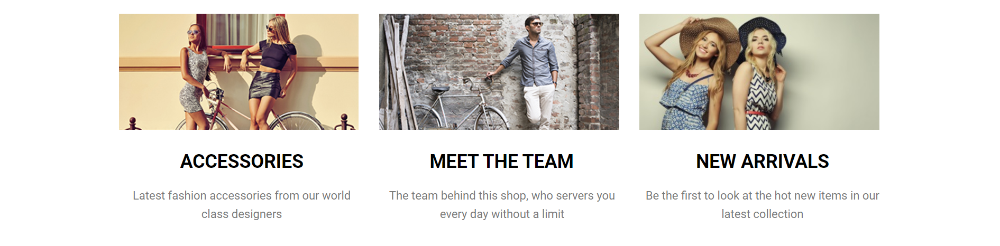 ACCESSORIES
Latest fashion accessories from our world
class designers
MEET THE TEAM
The team behind this shop, who servers you
every day without a limit
NEW ARRIVALS
Be the first to look at the hot new items in our
latest collection